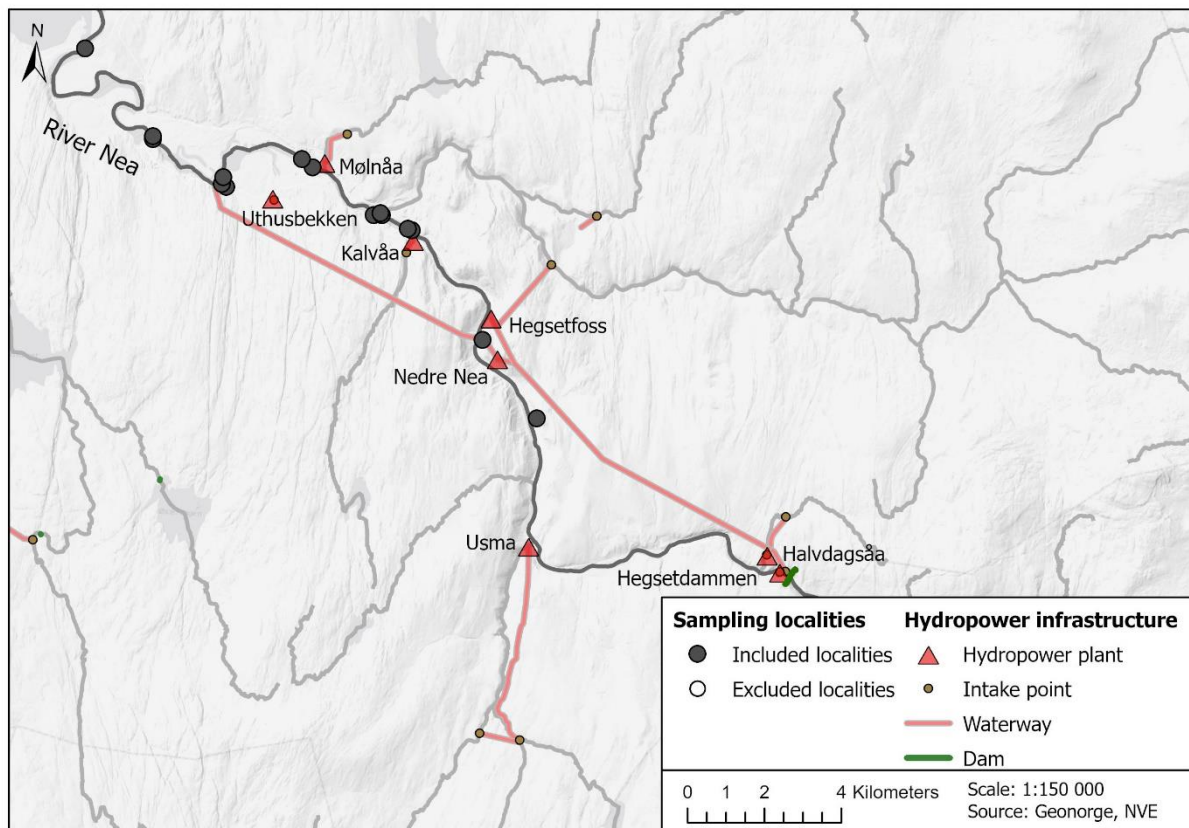 N
River Nea
Mølnåa
Uthusbekken
Kalvåa
Hegsetfoss
Nedre Nea
Usma
Halvdagsåa
Hegsetdammen
Sampling localities
Included localities
Excluded localities
Hydropower infrastructure
Hydropower plant
Intake point
Waterway
Dam
0 1 2 4 Kilometers
Scale: 1:150 000
Source: Geonorge, NVE